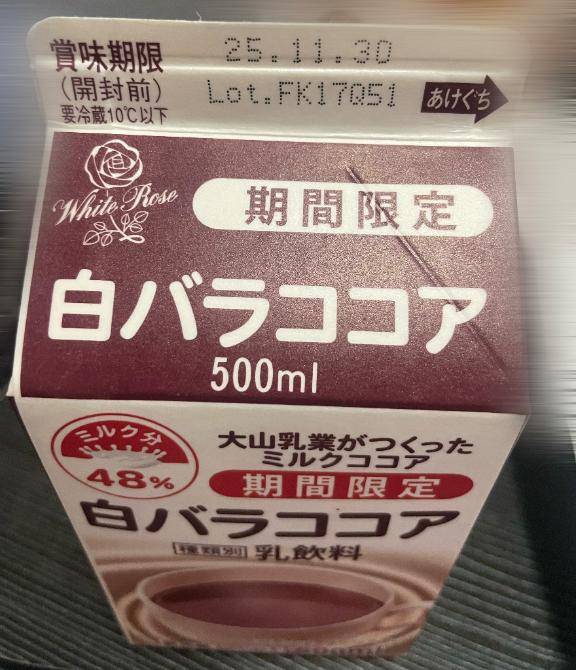 賞味期限
(開封前)
要冷蔵10℃以下
25.11.30
Lot.FK17Q51
あけぐち
White Rose
期間限定
白バラココア
500ml
ミルク分
48%
大山乳業がつくった
ミルクココア
期間限定
白バラココア
種類別 乳飲料